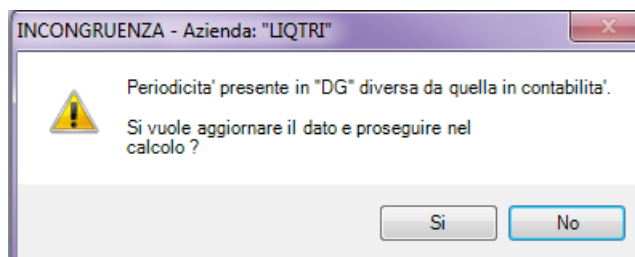 INCONGRUENZA - Azienda: "LIQTRI"
Periodicita' presente in "DG" diversa da quella in contabilita'.
Si vuole aggiornare il dato e proseguire nel
calcolo ?
Si
No